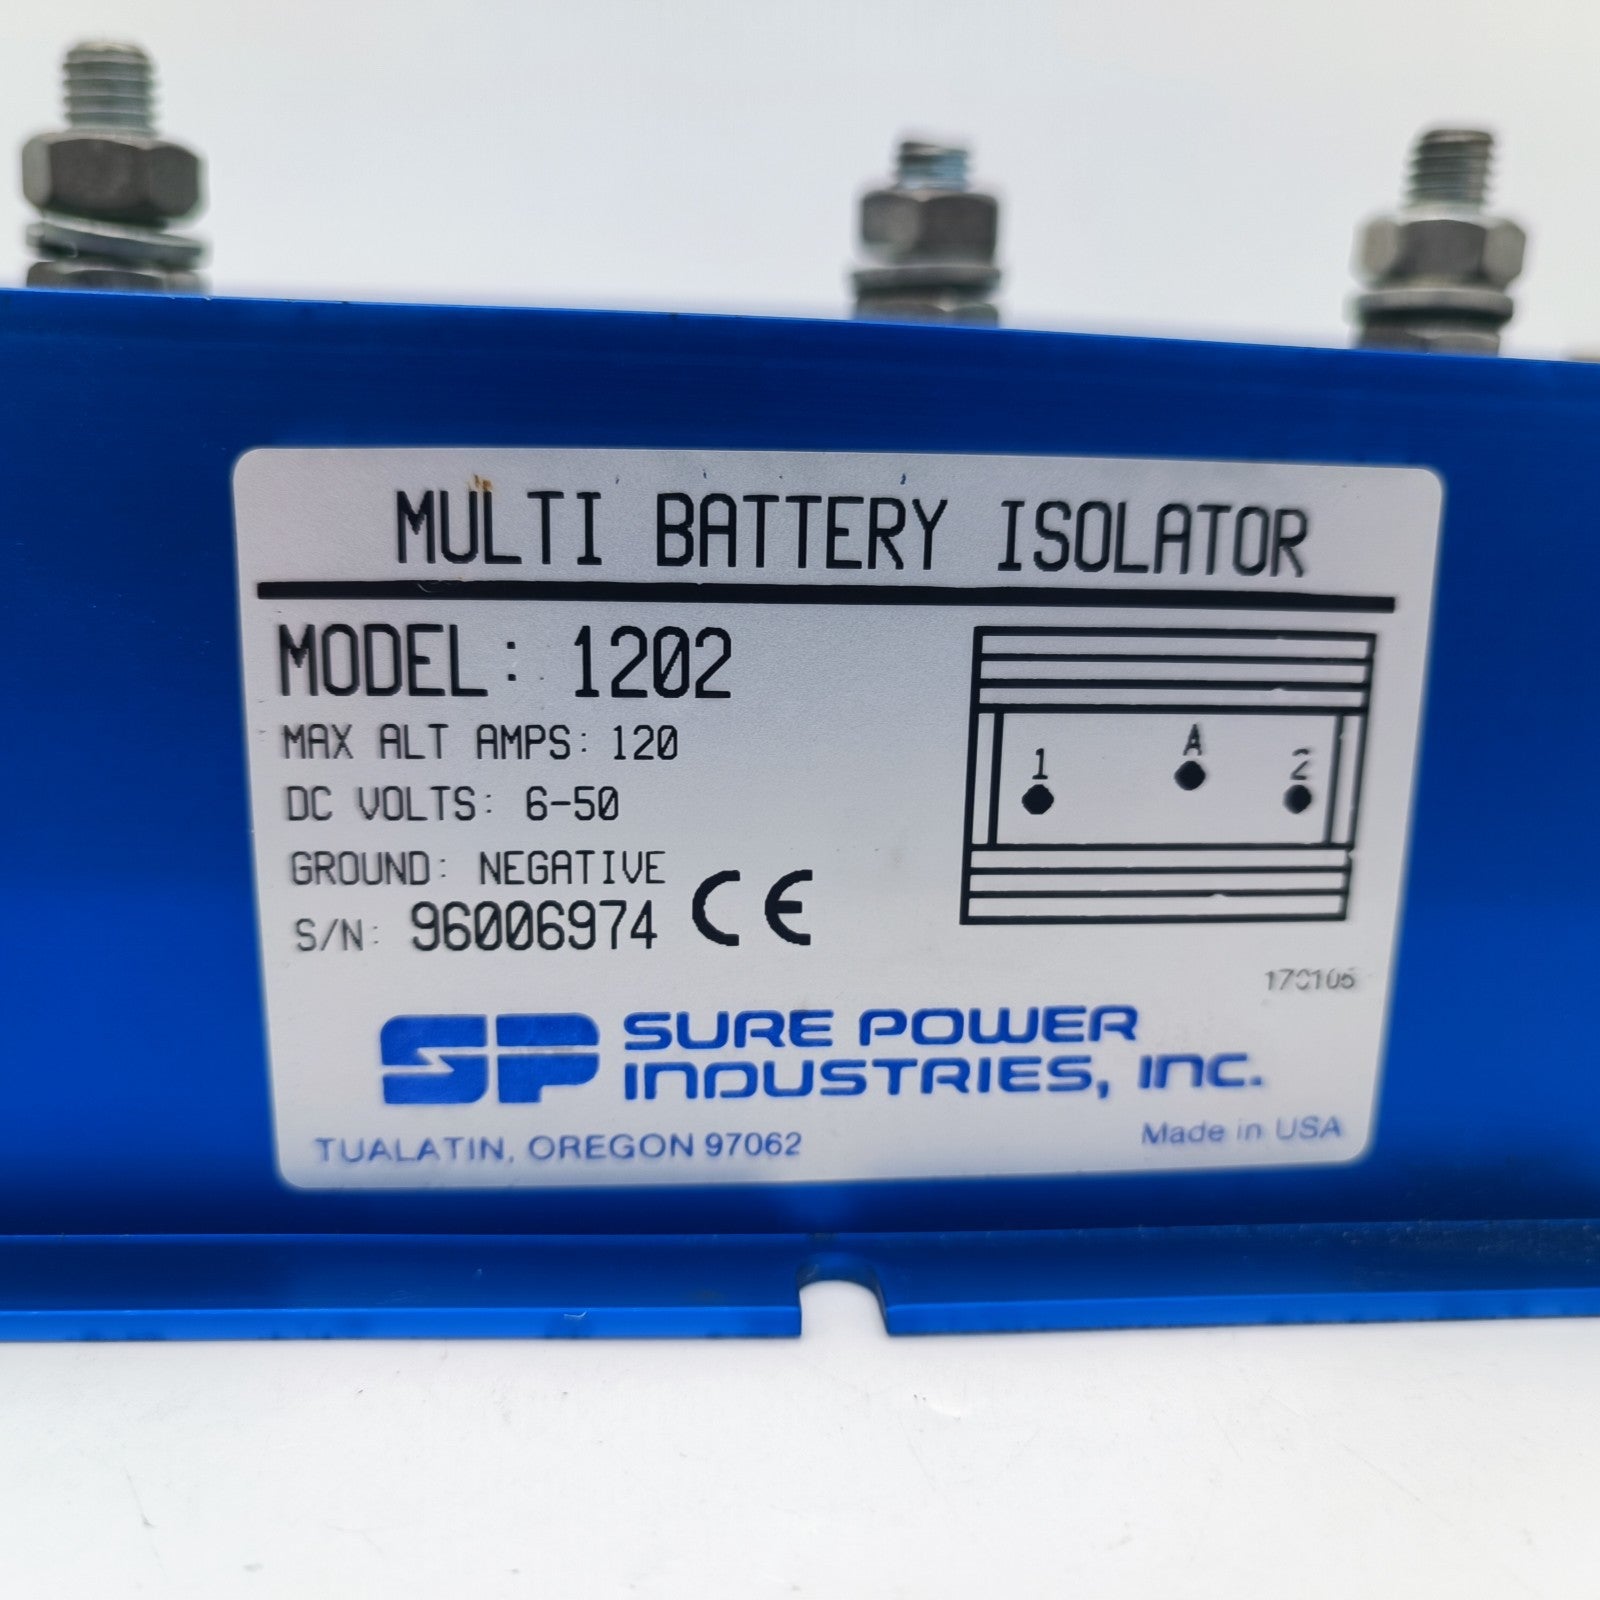 MULTI BATTERY ISOLATOR
MODEL: 1202
MAX ALT AMPS: 120
DC VOLTS: 6-50
GROUND: NEGATIVE
S/N: 96006974 CE
1 A 2
SP SURE POWER
INDUSTRIES, INC.
TUALATIN, OREGON 97062
Made in USA